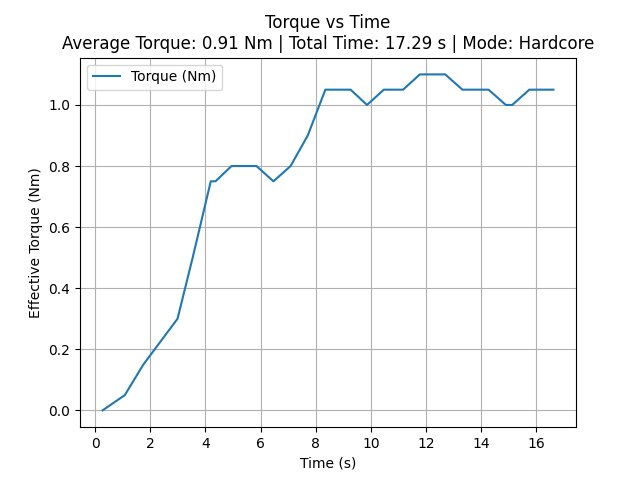 Torque vs Time
Average Torque: 0.91 Nm | Total Time: 17.29 s | Mode: Hardcore
Torque (Nm)
Effective Torque (Nm)
1.0
0.8
0.6
0.4
0.2
0.0
0 2 4 6 8 10 12 14 16
Time (s)